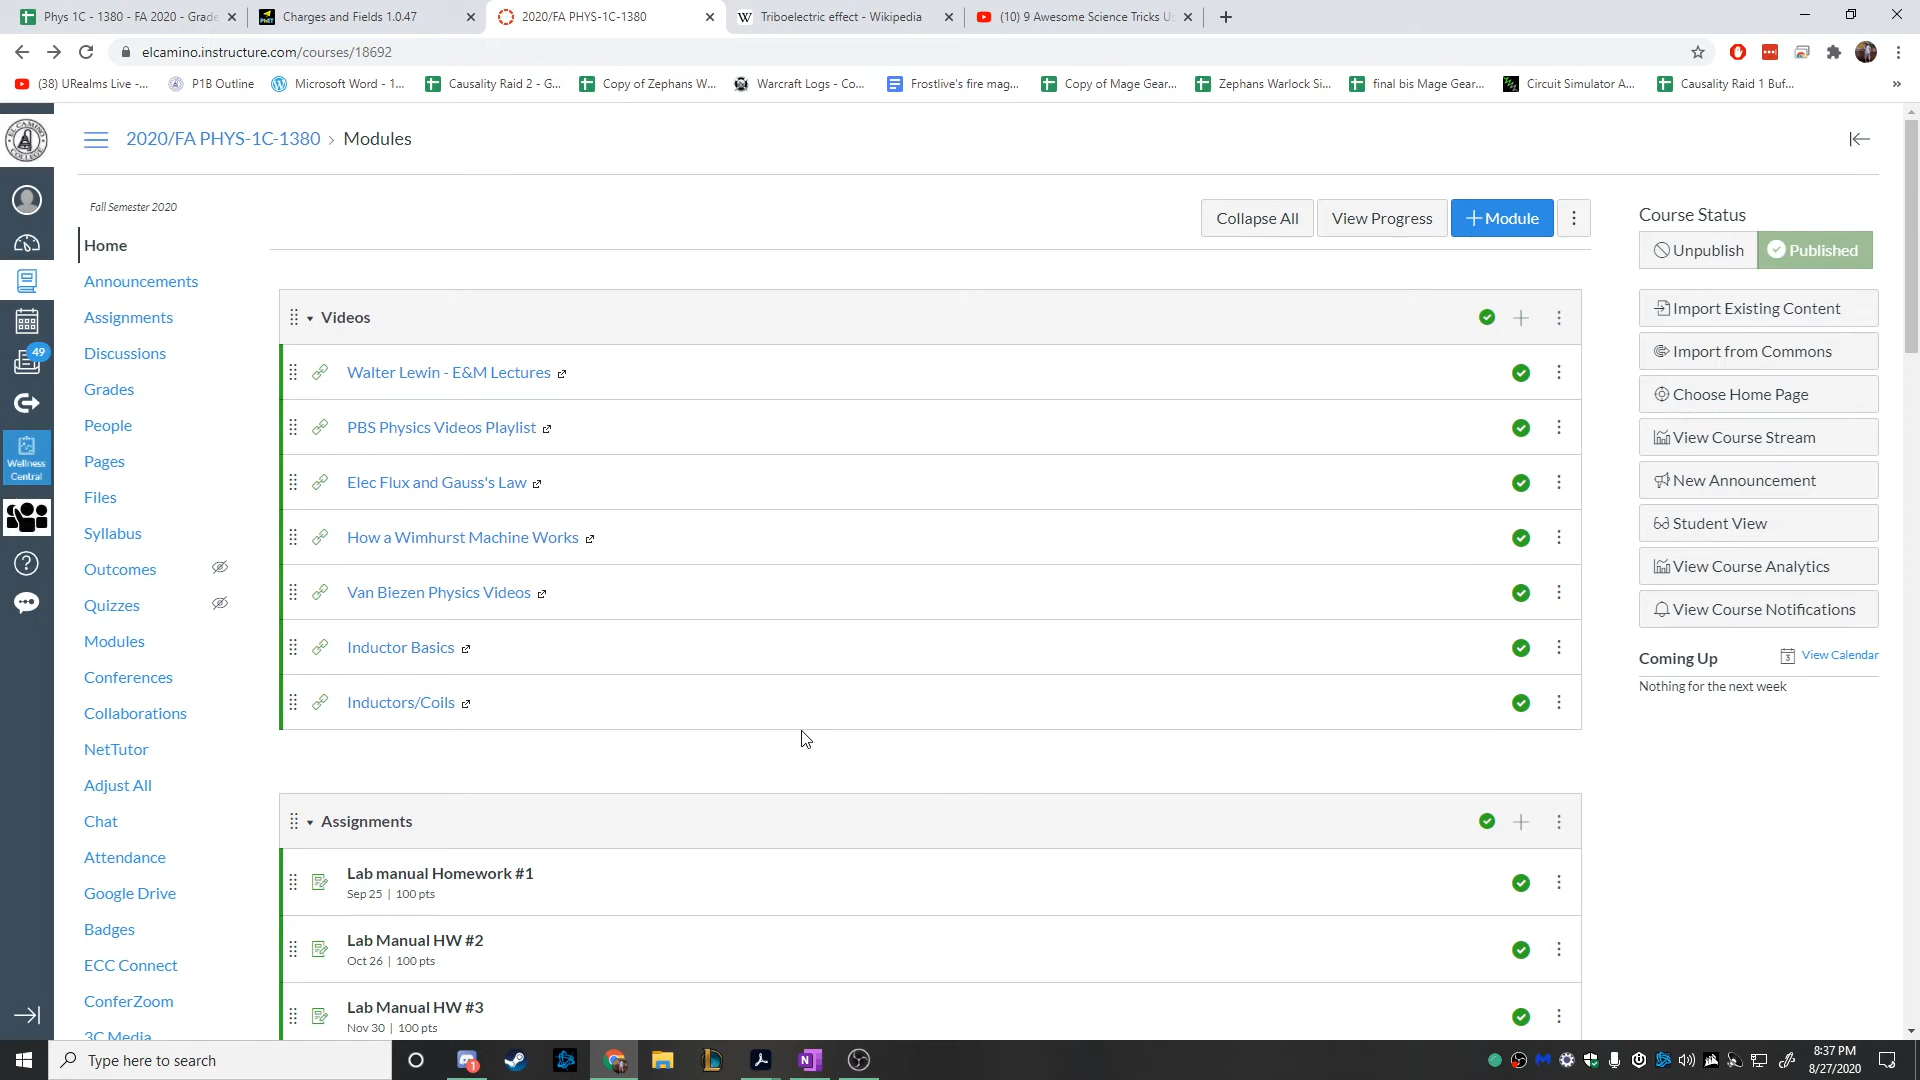 Phys 1C - 1380 - FA 2020 - Grade
Charges and Fields 1.0.47
2020/FA PHYS-1C-1380
Triboelectric effect - Wikipedia
(10) 9 Awesome Science Tricks Us
elcamino.instructure.com/courses/18692
(38) URealms Live -...
P1B Outline
Microsoft Word - 1...
Causality Raid 2 - G...
Copy of Zephans W...
Warcraft Logs - Co...
Frostlive's fire mag...
Copy of Mage Gear...
Zephans Warlock Si...
final bis Mage Gear...
Circuit Simulator A...
Causality Raid 1 Buf...
»
2020/FA PHYS-1C-1380 › Modules
Fall Semester 2020
Home
Announcements
Assignments
Discussions
Grades
People
Pages
Files
Syllabus
Outcomes
Quizzes
Modules
Conferences
Collaborations
NetTutor
Adjust All
Chat
Attendance
Google Drive
Badges
ECC Connect
ConferZoom
3C Media
49
Wellness
Central
Collapse All
View Progress
+ Module
Videos
Walter Lewin - E&M Lectures
PBS Physics Videos Playlist
Elec Flux and Gauss's Law
How a Wimhurst Machine Works
Van Biezen Physics Videos
Inductor Basics
Inductors/Coils
Assignments
Lab manual Homework #1
Sep 25 | 100 pts
Lab Manual HW #2
Oct 26 | 100 pts
Lab Manual HW #3
Nov 30 | 100 pts
Course Status
Unpublish
Published
Import Existing Content
Import from Commons
Choose Home Page
View Course Stream
New Announcement
Student View
View Course Analytics
View Course Notifications
Coming Up
View Calendar
Nothing for the next week
Type here to search
8:37 PM
8/27/2020